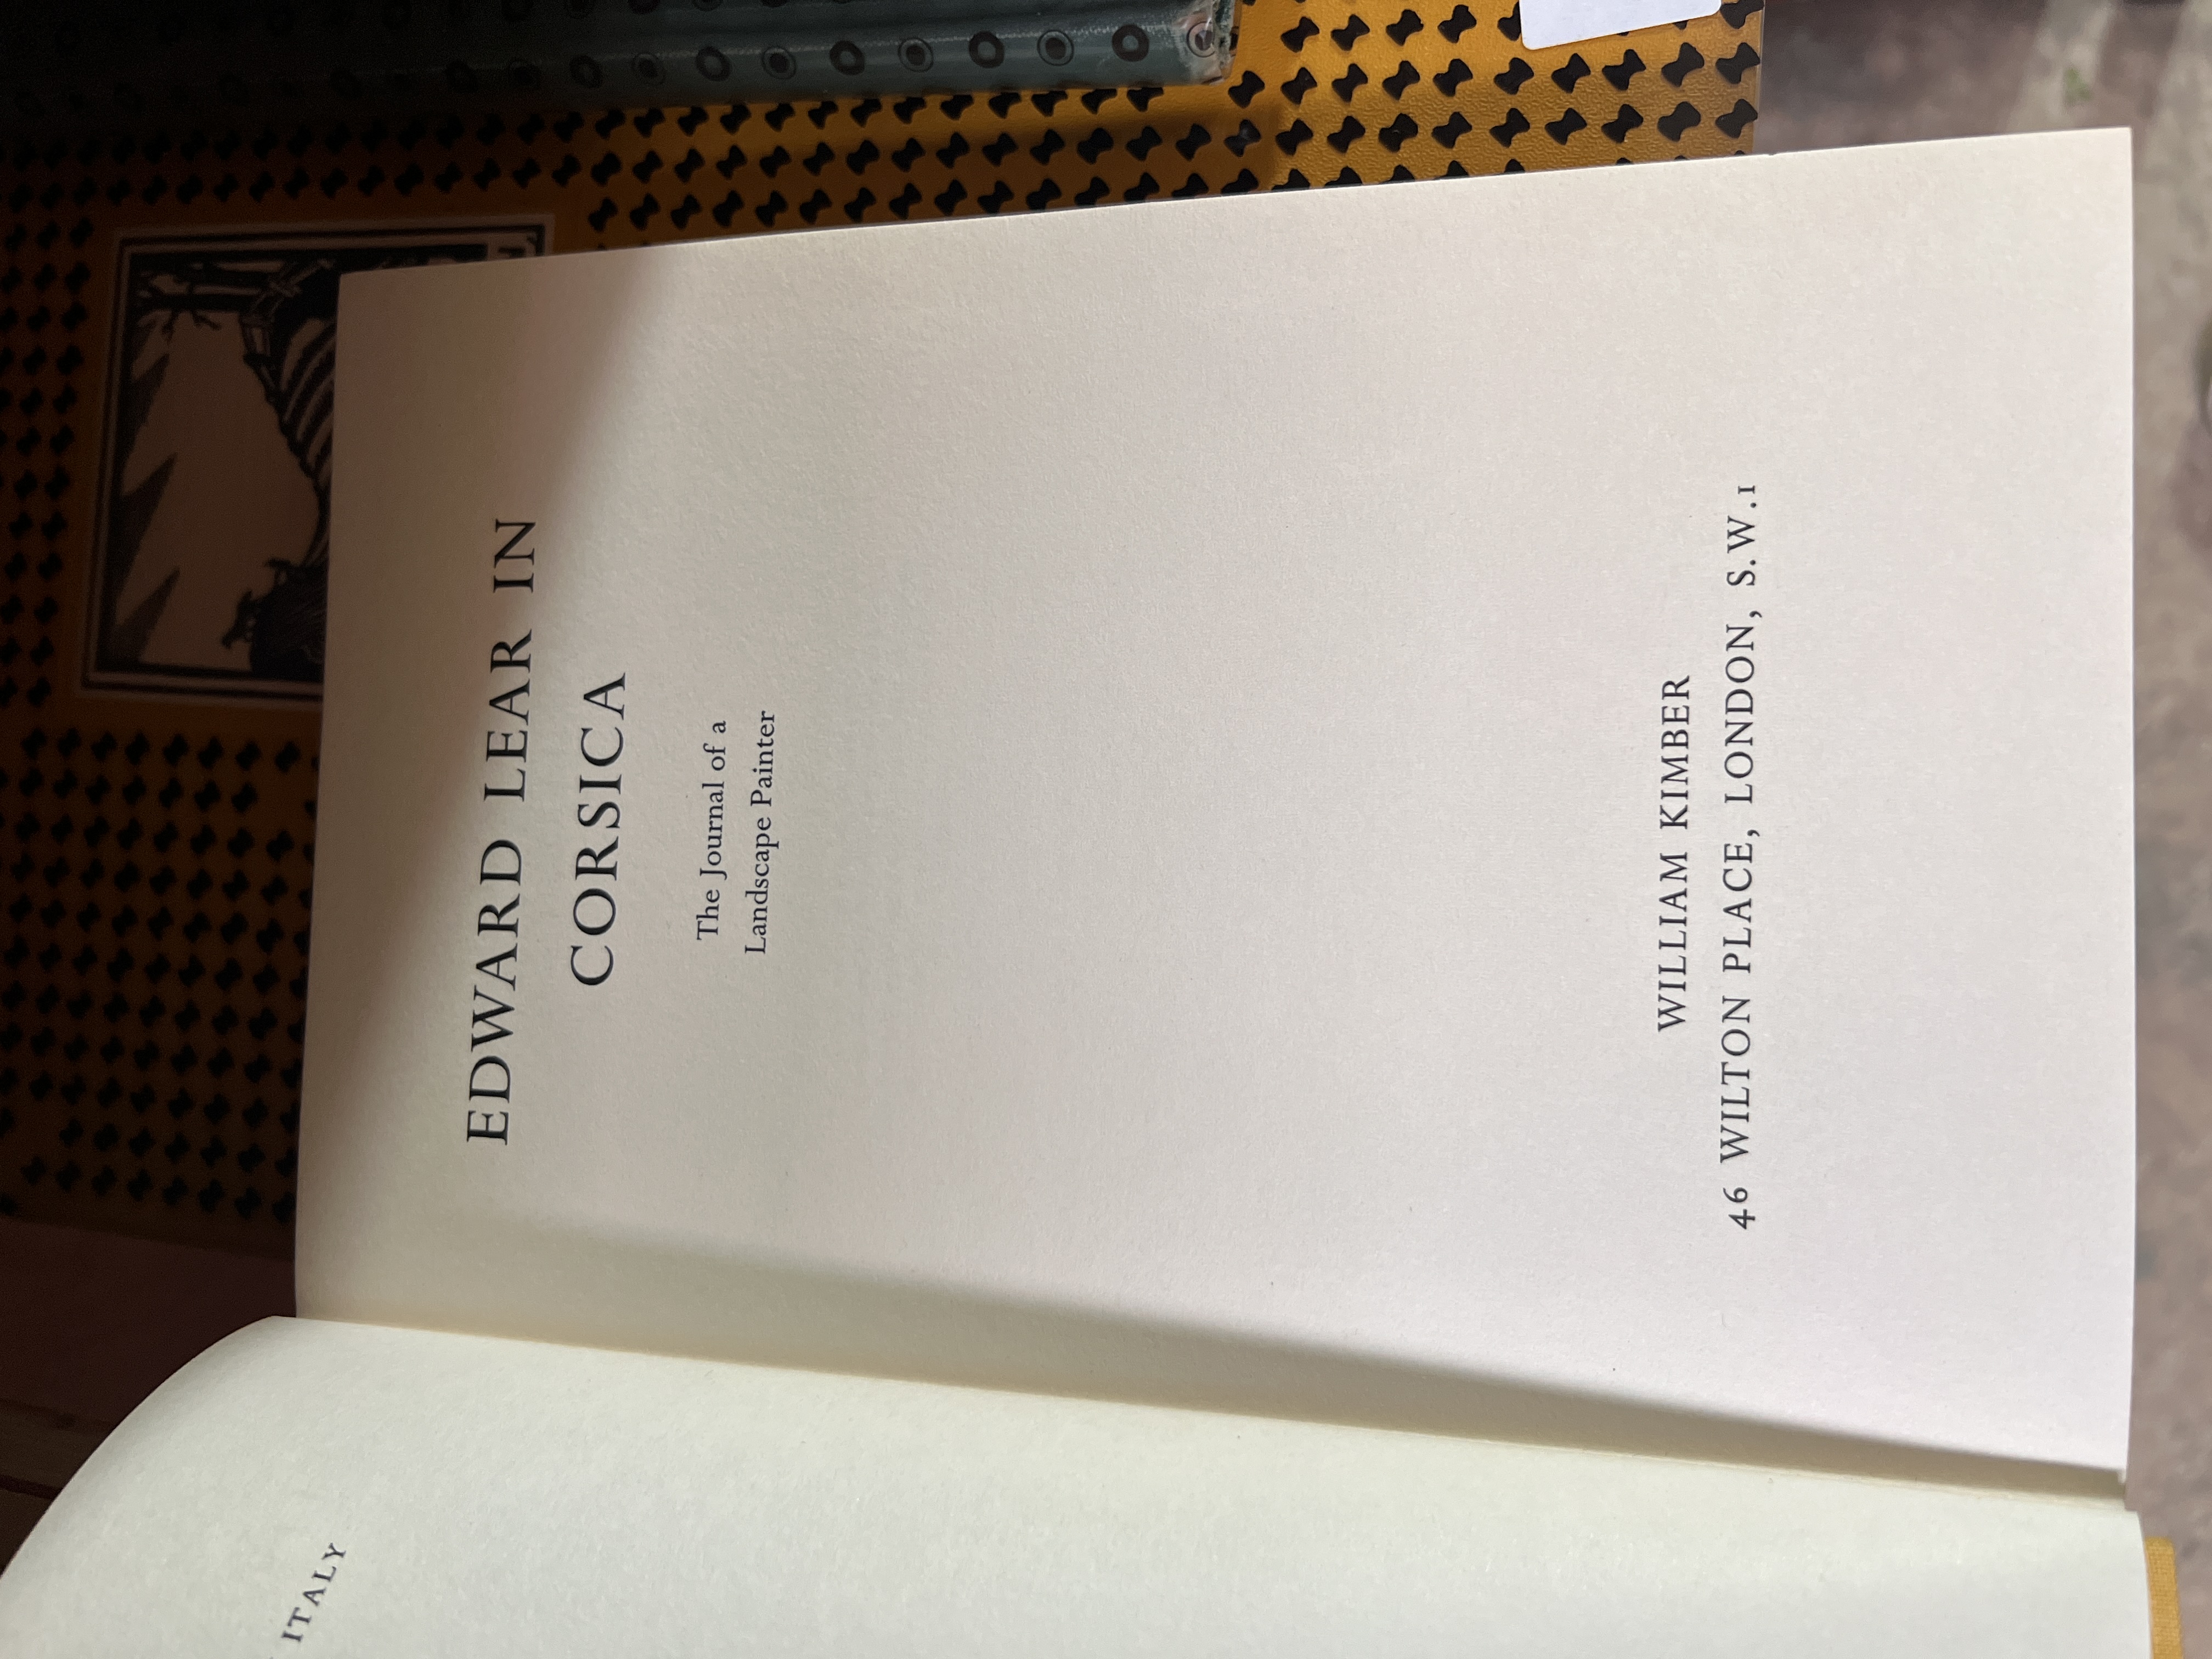 EDWARD LEAR IN
CORSICA
The Journal of a
Landscape Painter
WILLIAM KIMBER
46 WILTON PLACE, LONDON, S.W.1
ITALY